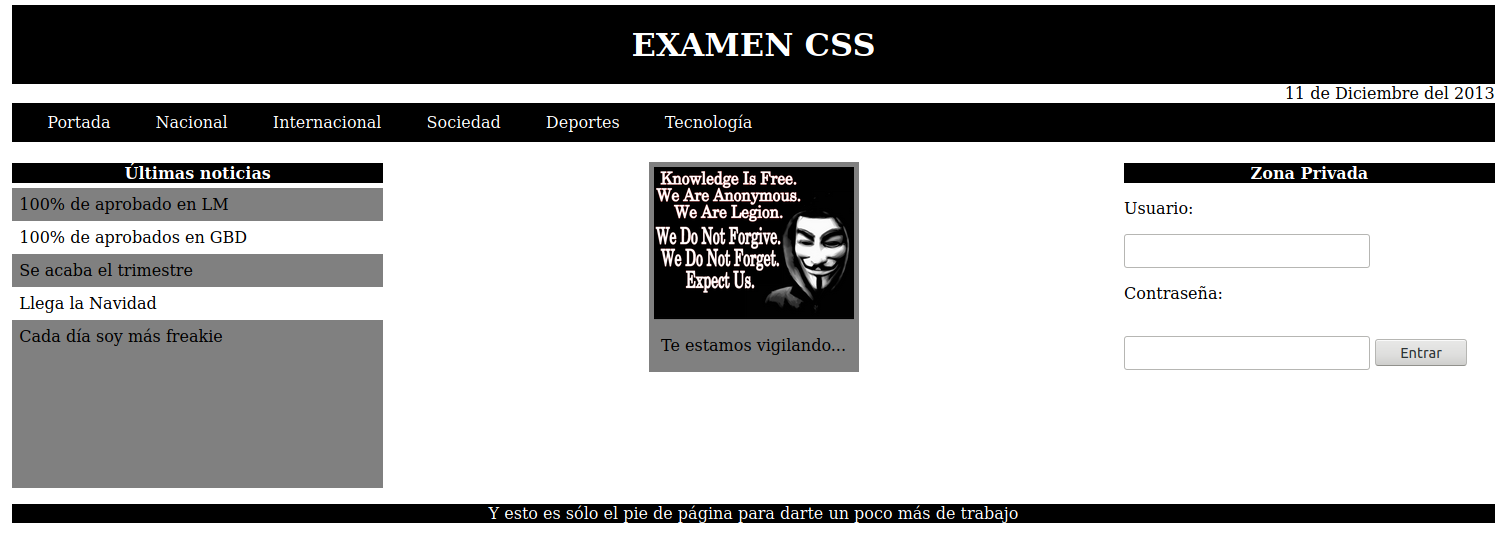 EXAMEN CSS
11 de Diciembre del 2013
Portada Nacional Internacional Sociedad Deportes Tecnología
Últimas noticias
100% de aprobado en LM
100% de aprobados en GBD
Se acaba el trimestre
Llega la Navidad
Cada día soy más freakie
Knowledge Is Free.
We Are Anonymous.
We Are Legion.
We Do Not Forgive.
We Do Not Forget.
Expect Us.
Te estamos vigilando...
Zona Privada
Usuario:
Contraseña:
Entrar
Y esto es sólo el pie de página para darte un poco más de trabajo